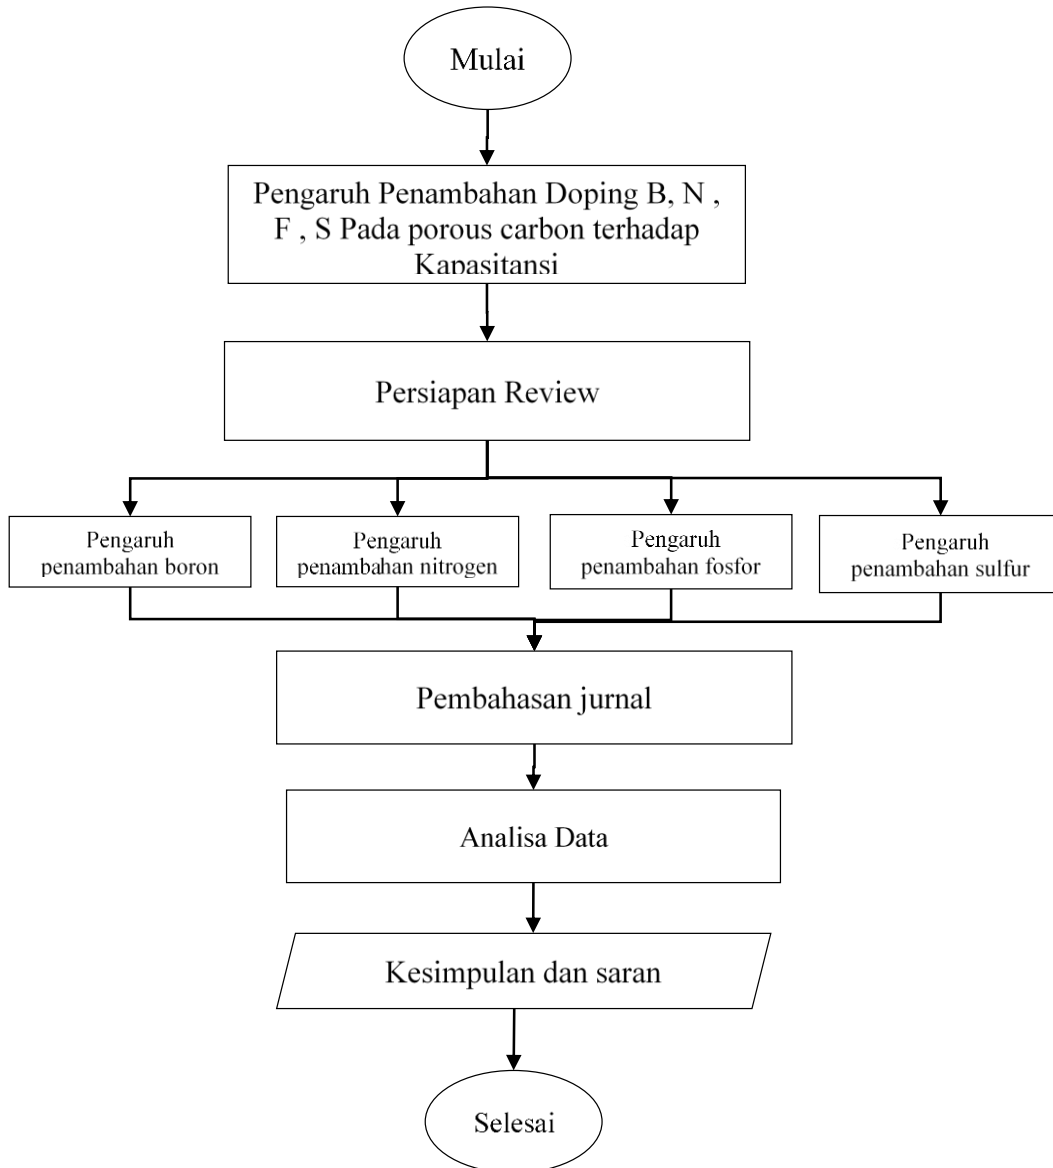 Mulai
Pengaruh Penambahan Doping B, N ,
F , S Pada porous carbon terhadap
Kapasitansi
Persiapan Review
Pengaruh
penambahan boron
Pengaruh
penambahan nitrogen
Pengaruh
penambahan fosfor
Pengaruh
penambahan sulfur
Pembahasan jurnal
Analisa Data
Kesimpulan dan saran
Selesai